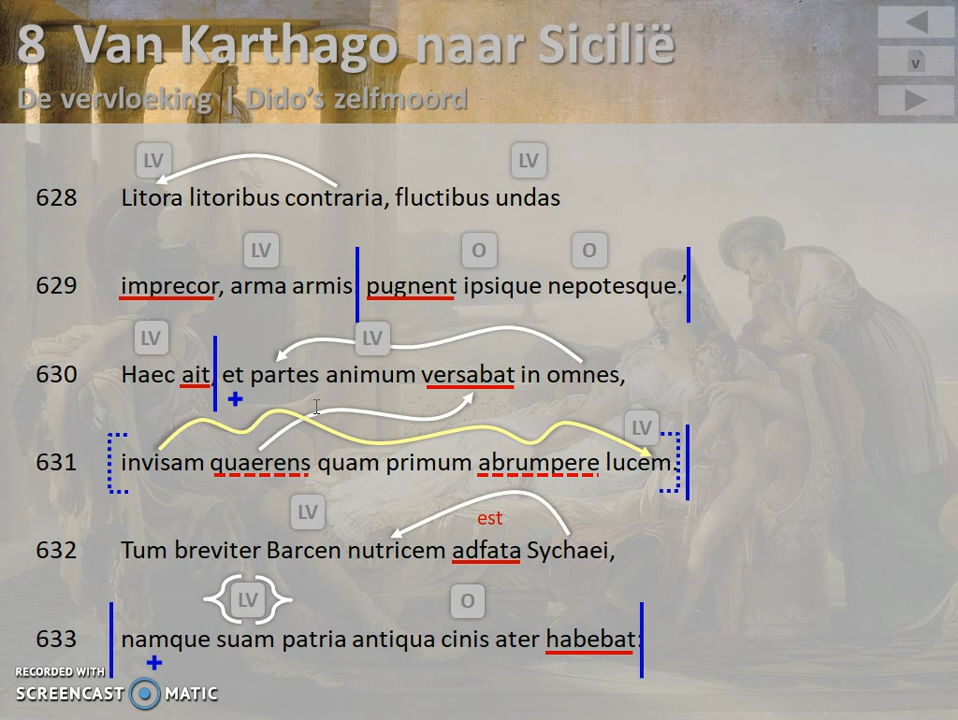 8 Van Karthago naar Sicilië
De vervloeking | Dido's zelfmoord
v
LV LV
628 Litora litoribus contraria, fluctibus undas
LV O O
629 imprecor, arma armis pugnent ipsique nepotesque.'
LV LV
630 Haec ait, et partes animum versabat in omnes,
+
LV
631 invisam quaerens quam primum abrumpere lucem.
LV est
632 Tum breviter Barcen nutricem adfata Sychaei,
{LV} O
633 namque suam patria antiqua cinis ater habebat:
+
RECORDED WITH
SCREENCAST MATIC